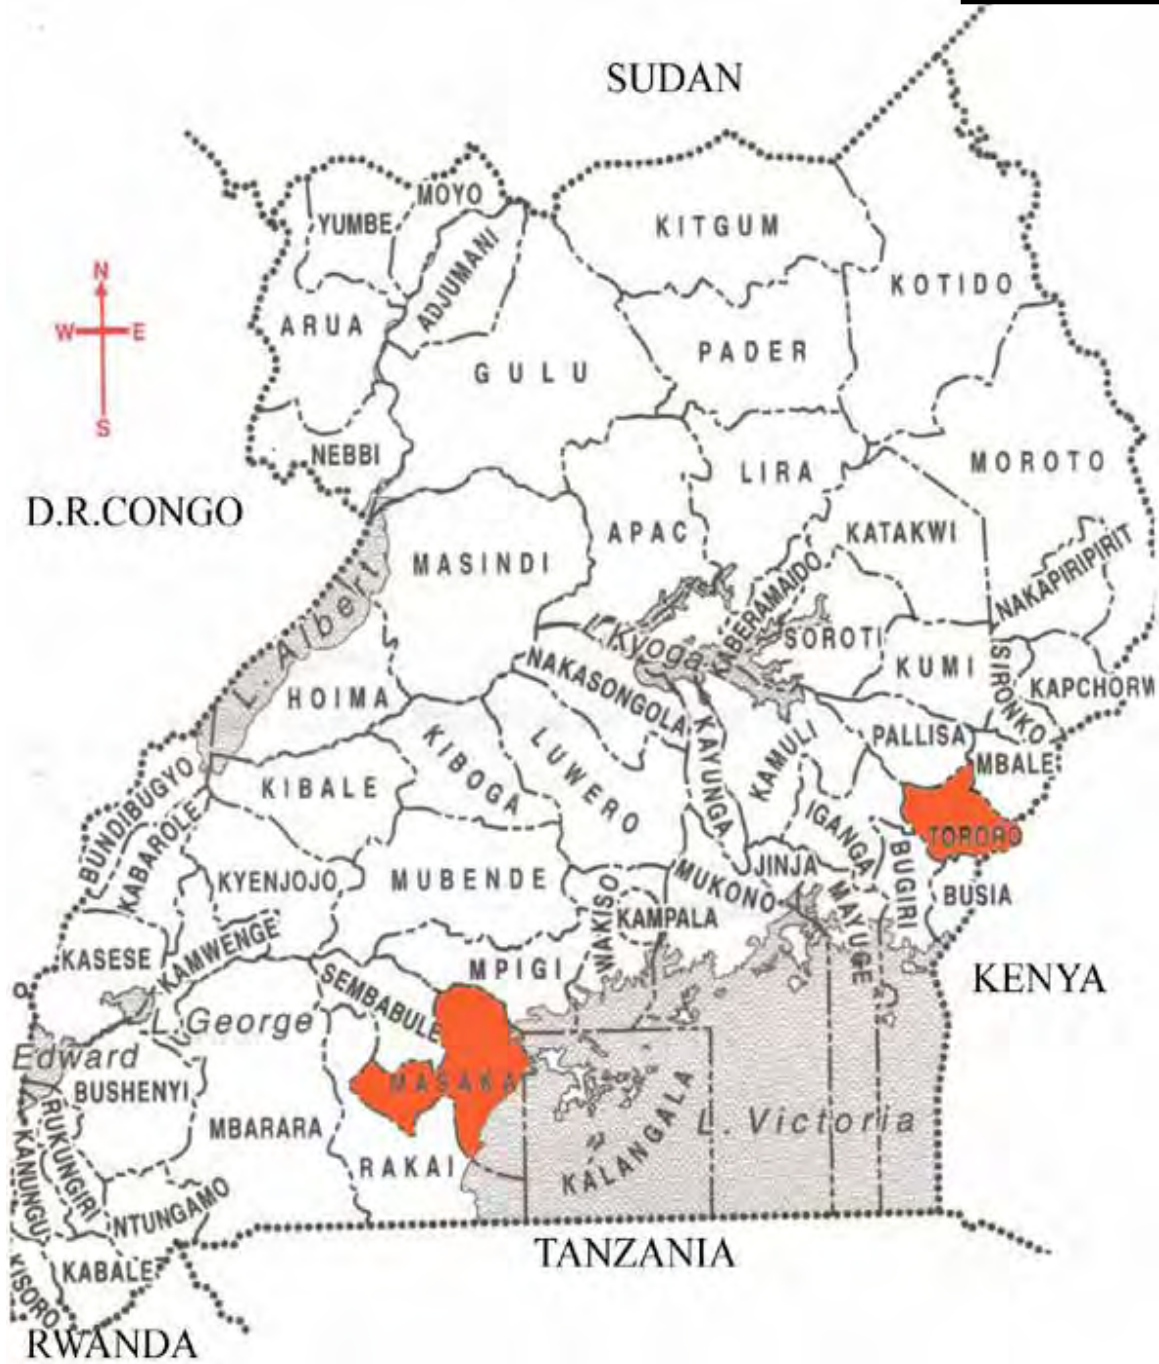 SUDAN
MOYO
YUMBE
KITGUM
ADJUMANI
N
KOTIDO
W E
ARUA
PADER
GULU
S
NEBBI
LIRA
MOROTO
D.R.CONGO
APAC
KATAKWI
MASINDI
NAKAPIRIPIRIT
KABERAMAIDO
L. Albert
L. Kyoga
SOROTI
KUMI
SIRONKO
NAKASONGOLA
HOIMA
KAPCHORW
KIBOGA
LUWERO
KAYUNGA
KAMULI
PALLISA
MBALE
BUNDIBUGYO
KIBALE
IGANGA
TORORO
KABAROLE
KYENJOJO
MUBENDE
JINJA
BUGIRI
MUKONO
BUSIA
WAKISO
KAMPALA
MAYUGE
KASESE
KAMWENGE
MPIGI
KENYA
SEMBABULE
L. George
Edward
BUSHENYI
MASAKA
KALANGALA
L. Victoria
RUKUNGIRI
KANUNGU
MBARARA
RAKAI
NTUNGAMO
TANZANIA
KABALE
KISORO
RWANDA